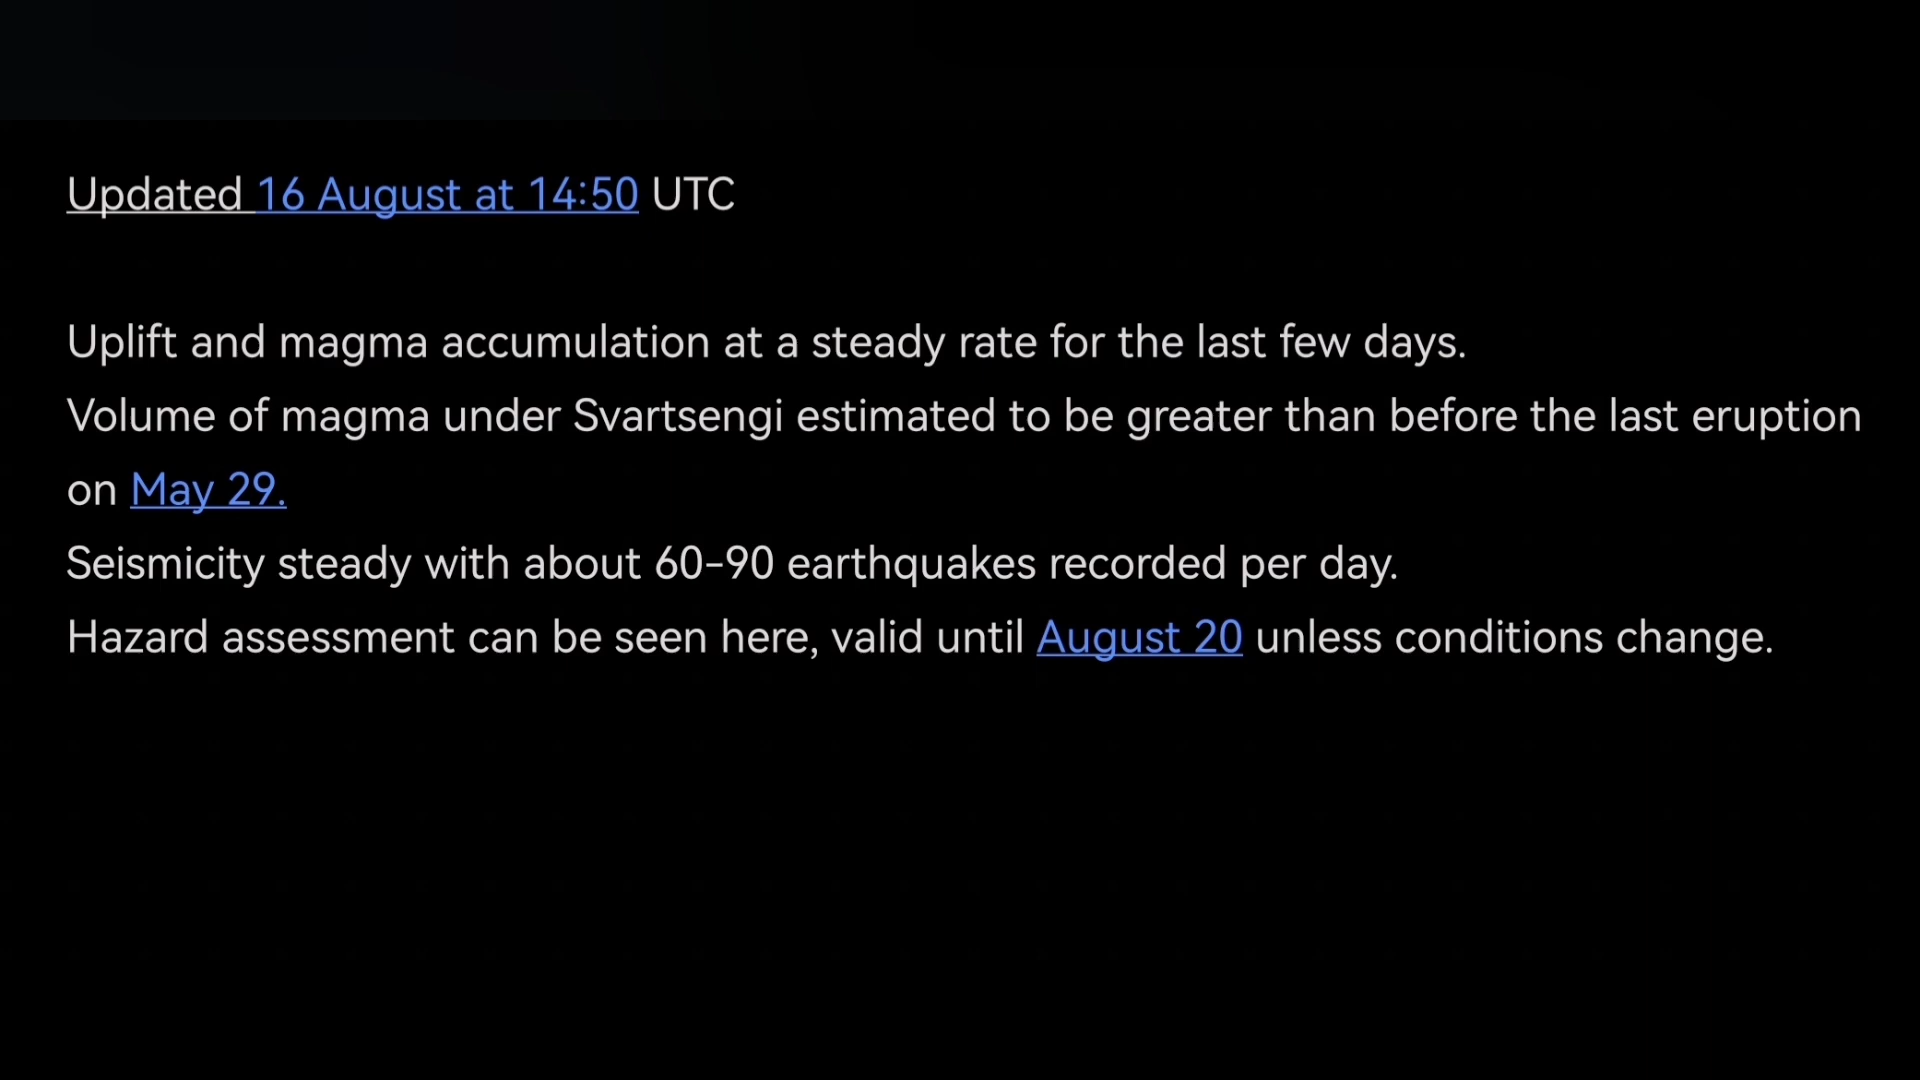 Updated 16 August at 14:50 UTC
Uplift and magma accumulation at a steady rate for the last few days.
Volume of magma under Svartsengi estimated to be greater than before the last eruption
on May 29.
Seismicity steady with about 60-90 earthquakes recorded per day.
Hazard assessment can be seen here, valid until August 20 unless conditions change.